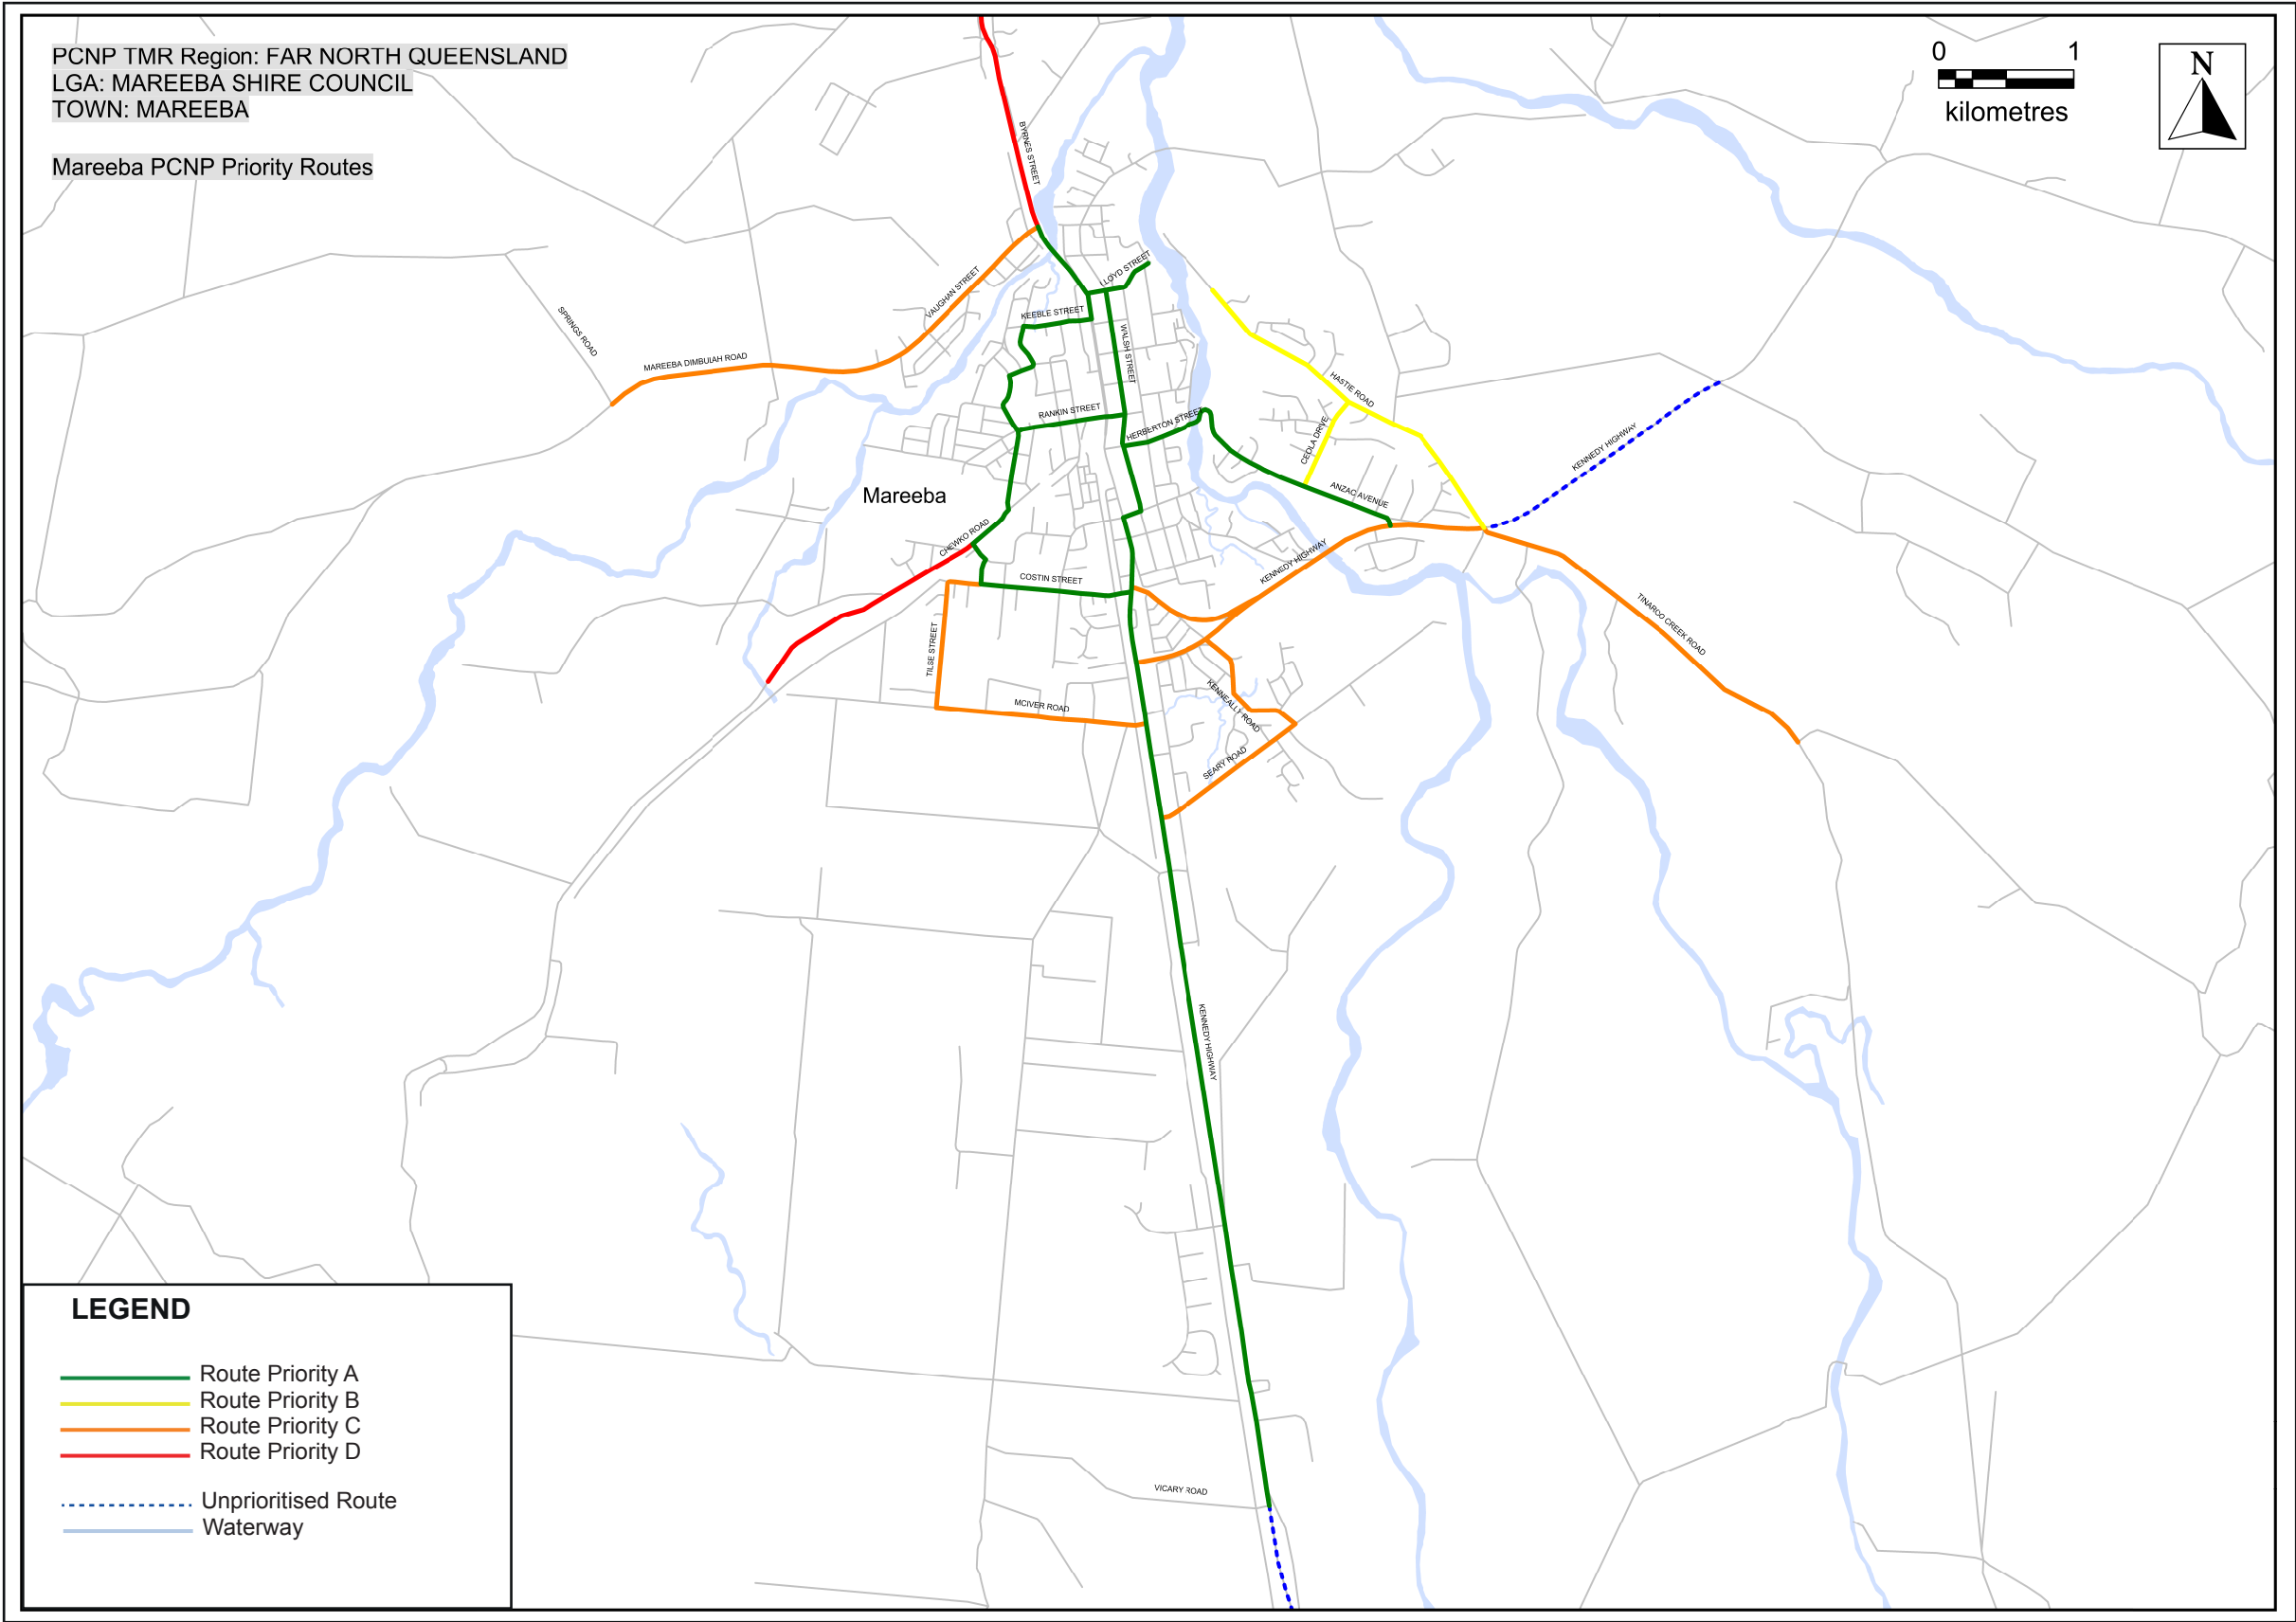 PCNP TMR Region: FAR NORTH QUEENSLAND
LGA: MAREEBA SHIRE COUNCIL
TOWN: MAREEBA
Mareeba PCNP Priority Routes
0 1
kilometres
N
BYRNES STREET
LLOYD STREET
VAUGHAN STREET
KEEBLE STREET
SPRINGS ROAD
WALSH STREET
MAREEBA DIMBULAH ROAD
HASTIE ROAD
RANKIN STREET
HERBERTON STREET
CEOLA DRIVE
KENNEDY HIGHWAY
Mareeba
ANZAC AVENUE
CHEWKO ROAD
KENNEDY HIGHWAY
COSTIN STREET
TINAROO CREEK ROAD
TILSE STREET
KENNEALLY ROAD
MCIVER ROAD
SEARY ROAD
KENNEDY HIGHWAY
VICARY ROAD
LEGEND
Route Priority A
Route Priority B
Route Priority C
Route Priority D
Unprioritised Route
Waterway